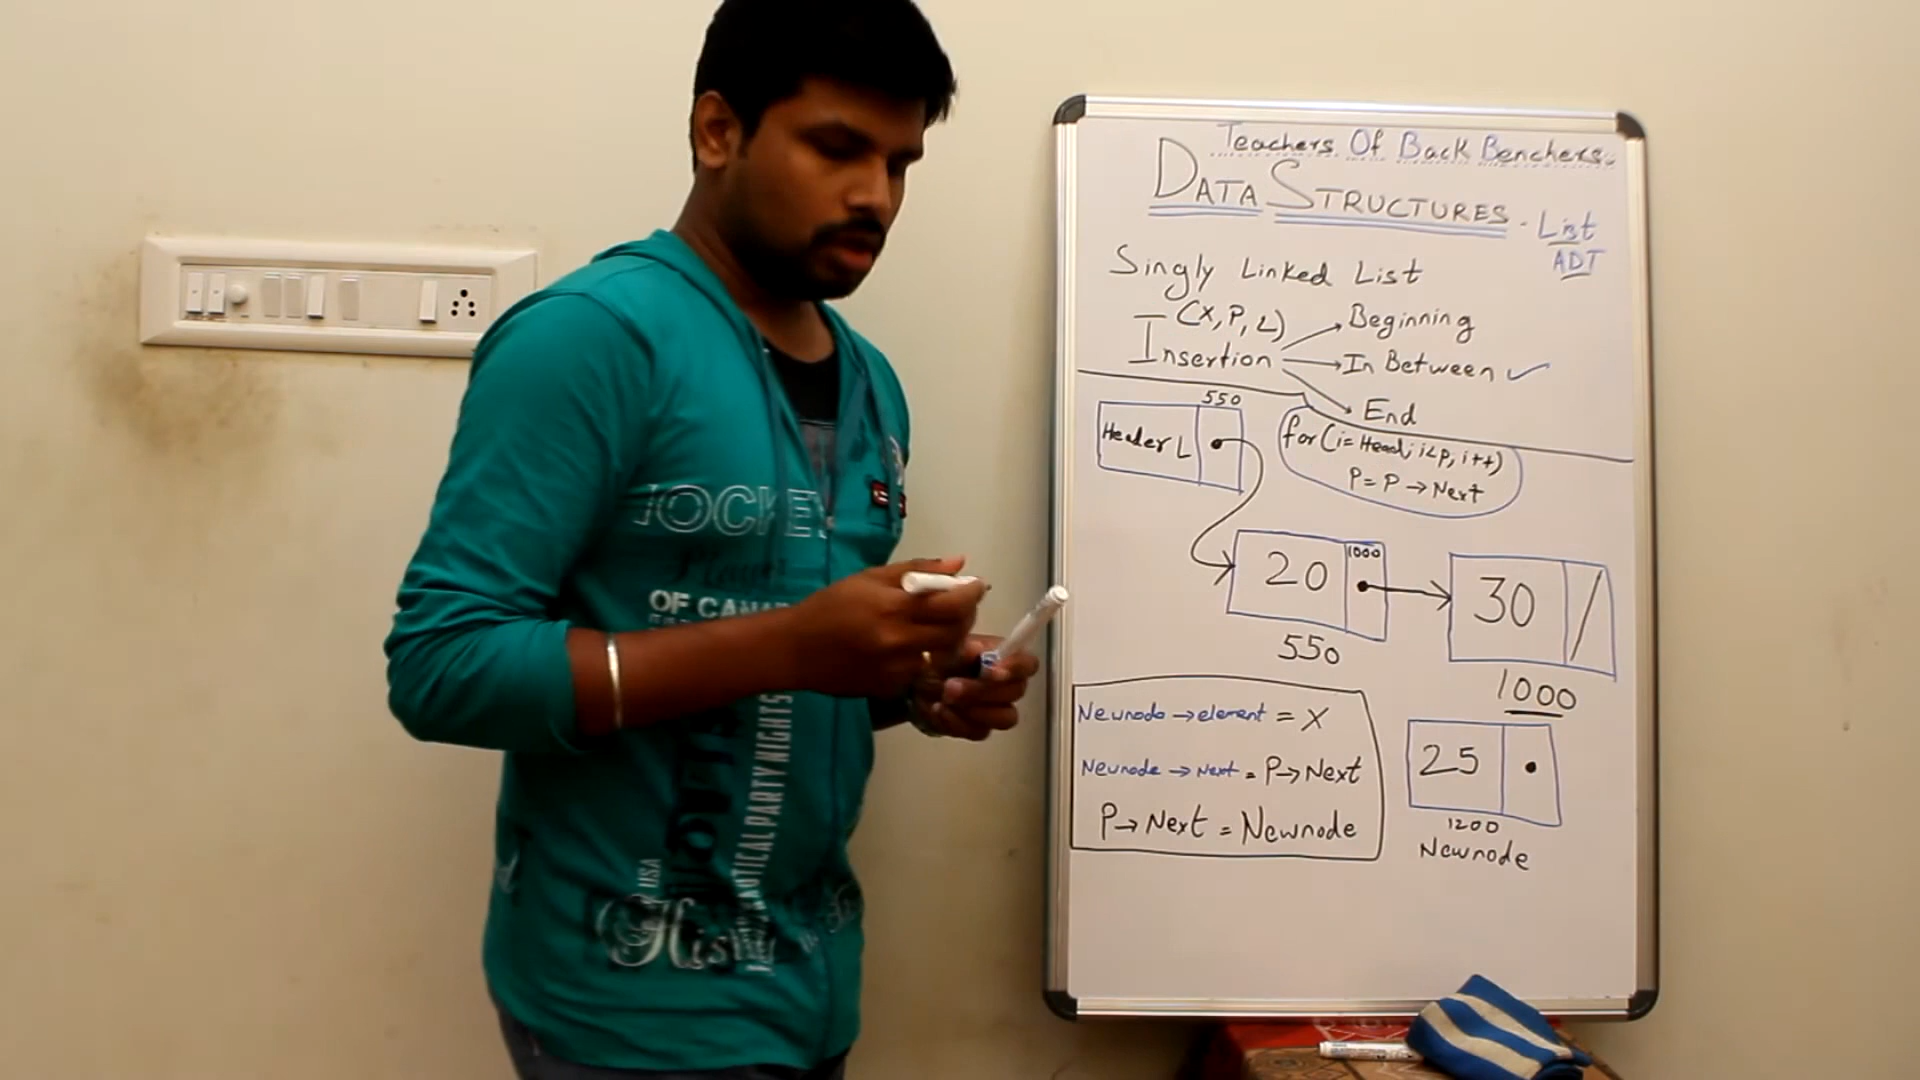 Teachers Of Back Benchers.
DATA STRUCTURES - List
ADT
Singly Linked List
(X, P, L)
Insertion
Beginning
In Between ✓
End
550
Header L
for (i = Head; i < p, i++)
P = P → Next
20
1000
30
550
1000
Newnode → element = X
Newnode → Next = P → Next
P → Next = Newnode
25
1200
Newnode
OF
USA
NAUTICAL PARTY NIGHTS